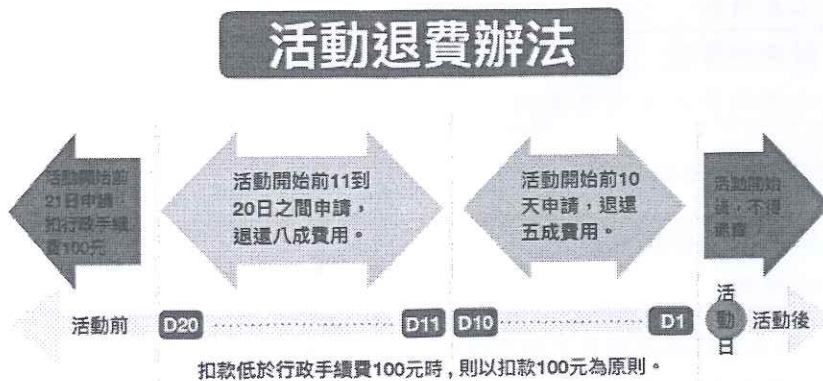 活動退費辦法
活動開始前
21日申請
扣行政手續
費100元
活動開始前11到
20日之間申請，
退還八成費用。
活動開始前10
天申請，退還
五成費用。
活動開始
後，不得
退費
活動前
D20
D11
D10
D1
活動日
活動後
扣款低於行政手續費100元時，則以扣款100元為原則。